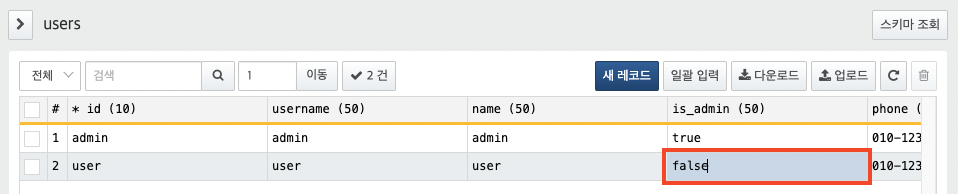 users
스키마 조회
전체 검색 1 이동 2 건 새 레코드 일괄 입력 다운로드 업로드
# * id (10) username (50) name (50) is_admin (50) phone (
1 admin admin admin true 010-123
2 user user user false 010-123